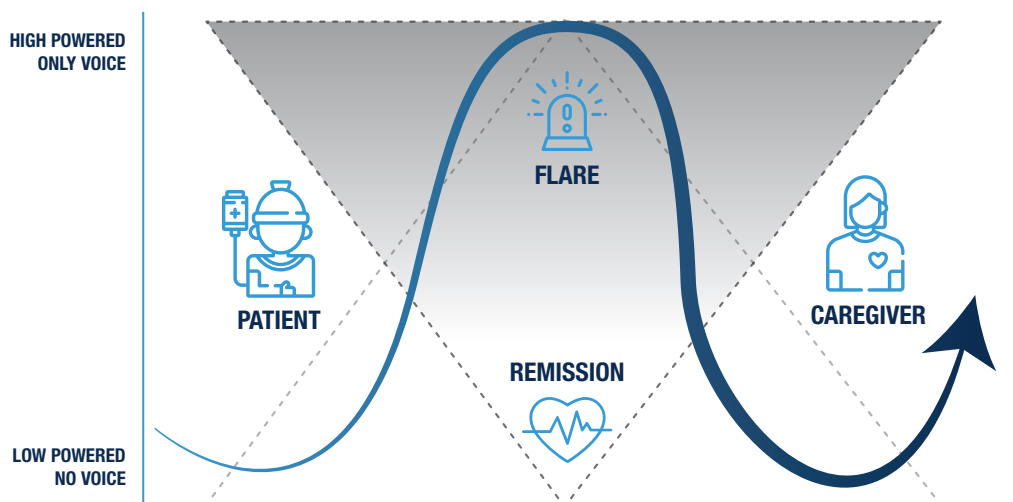 HIGH POWERED
ONLY VOICE
FLARE
PATIENT
CAREGIVER
REMISSION
LOW POWERED
NO VOICE